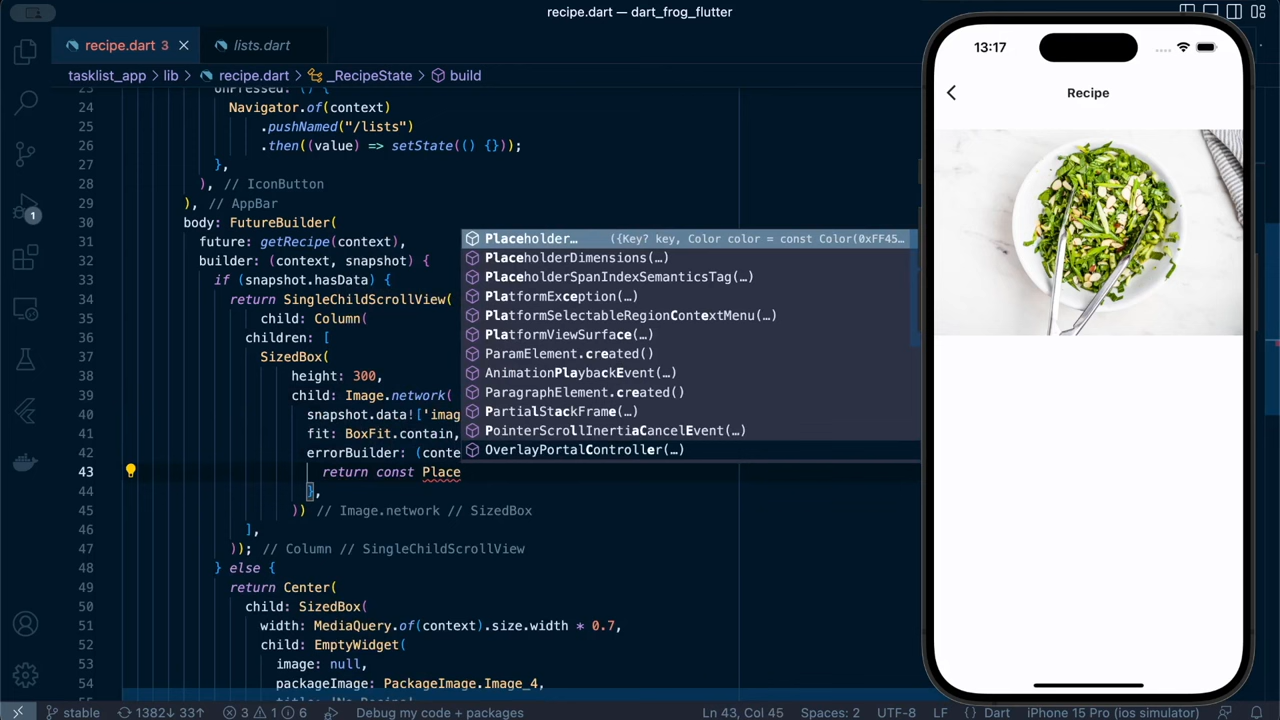 recipe.dart — dart_frog_flutter
recipe.dart 3
lists.dart
tasklist_app > lib > recipe.dart > _RecipeState > build
23 onPressed: () {
24 Navigator.of(context)
25 .pushNamed("/lists")
26 .then((value) => setState(() {}));
27 },
28 ), // IconButton
29 ), // AppBar
30 body: FutureBuilder(
31 future: getRecipe(context),
32 builder: (context, snapshot) {
33 if (snapshot.hasData) {
34 return SingleChildScrollView(
35 child: Column(
36 children: [
37 SizedBox(
38 height: 300,
39 child: Image.network(
40 snapshot.data!['imag
41 fit: BoxFit.contain,
42 errorBuilder: (conte
43 return const Place
44 },
45 )) // Image.network // SizedBox
46 ],
47 )); // Column // SingleChildScrollView
48 } else {
49 return Center(
50 child: SizedBox(
51 width: MediaQuery.of(context).size.width * 0.7,
52 child: EmptyWidget(
53 image: null,
54 packageImage: PackageImage.Image_4,
Placeholder… ({Key? key, Color color = const Color(0xFF45…
PlaceholderDimensions(…)
PlaceholderSpanIndexSemanticsTag(…)
PlatformException(…)
PlatformSelectableRegionContextMenu(…)
PlatformViewSurface(…)
ParamElement.created()
AnimationPlaybackEvent(…)
ParagraphElement.created()
PartialStackFrame(…)
PointerScrollInertiaCancelEvent(…)
OverlayPortalController(…)
1
13:17
Recipe
stable 1382↓ 33↑ 3 1 6 Debug my code + packages Ln 43, Col 45 Spaces: 2 UTF-8 LF {} Dart iPhone 15 Pro (ios simulator)